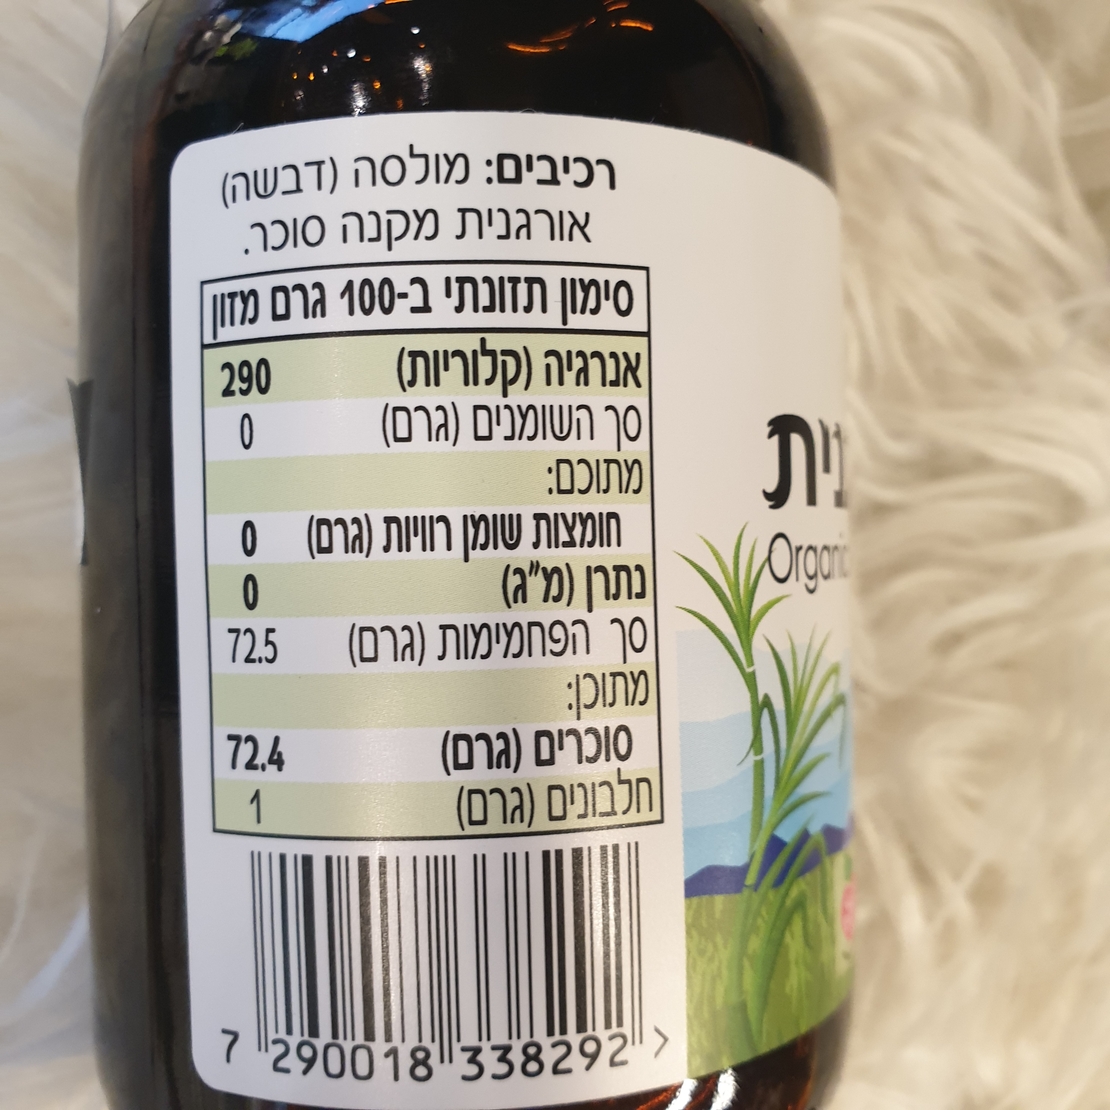 רכיבים: מולסה (דבשה)
אורגנית מקנה סוכר.
סימון תזונתי ב-100 גרם מזון
אנרגיה (קלוריות) 290
סך השומנים (גרם) 0
מתוכם:
חומצות שומן רוויות (גרם) 0
נתרן (מ"ג) 0
סך הפחמימות (גרם) 72.5
מתוכן:
סוכרים (גרם) 72.4
חלבונים (גרם) 1
7 290018 338292 >
Organic